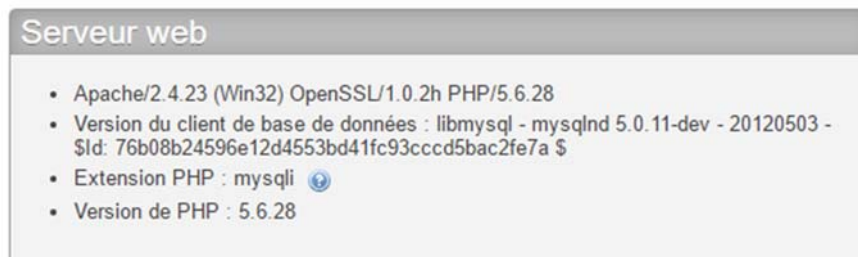 Serveur web
• Apache/2.4.23 (Win32) OpenSSL/1.0.2h PHP/5.6.28
• Version du client de base de données : libmysql - mysqlnd 5.0.11-dev - 20120503 -
$Id: 76b08b24596e12d4553bd41fc93cccd5bac2fe7a $
• Extension PHP : mysqli
• Version de PHP : 5.6.28